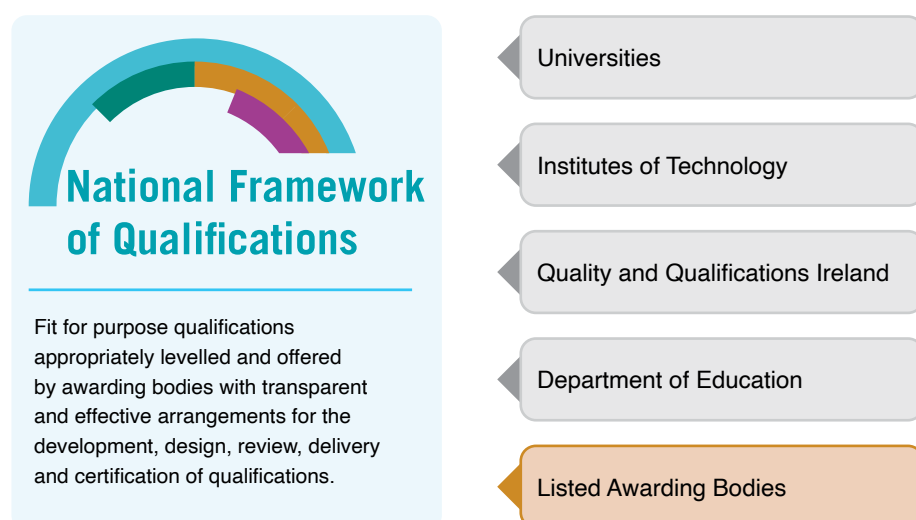 National Framework
of Qualifications
Fit for purpose qualifications
appropriately levelled and offered
by awarding bodies with transparent
and effective arrangements for the
development, design, review, delivery
and certification of qualifications.
Universities
Institutes of Technology
Quality and Qualifications Ireland
Department of Education
Listed Awarding Bodies